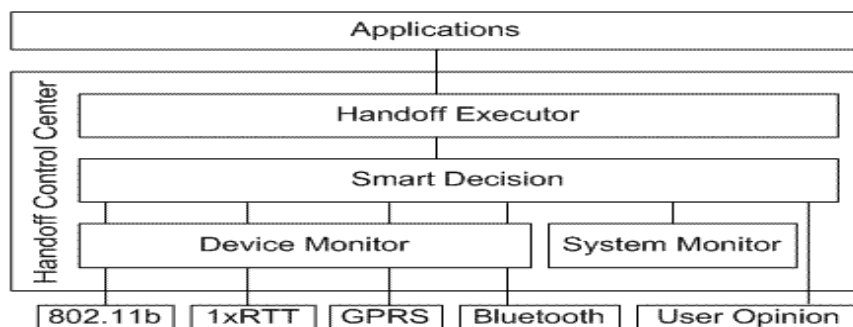 Applications
Handoff Control Center
Handoff Executor
Smart Decision
Device Monitor
System Monitor
802.11b
1xRTT
GPRS
Bluetooth
User Opinion